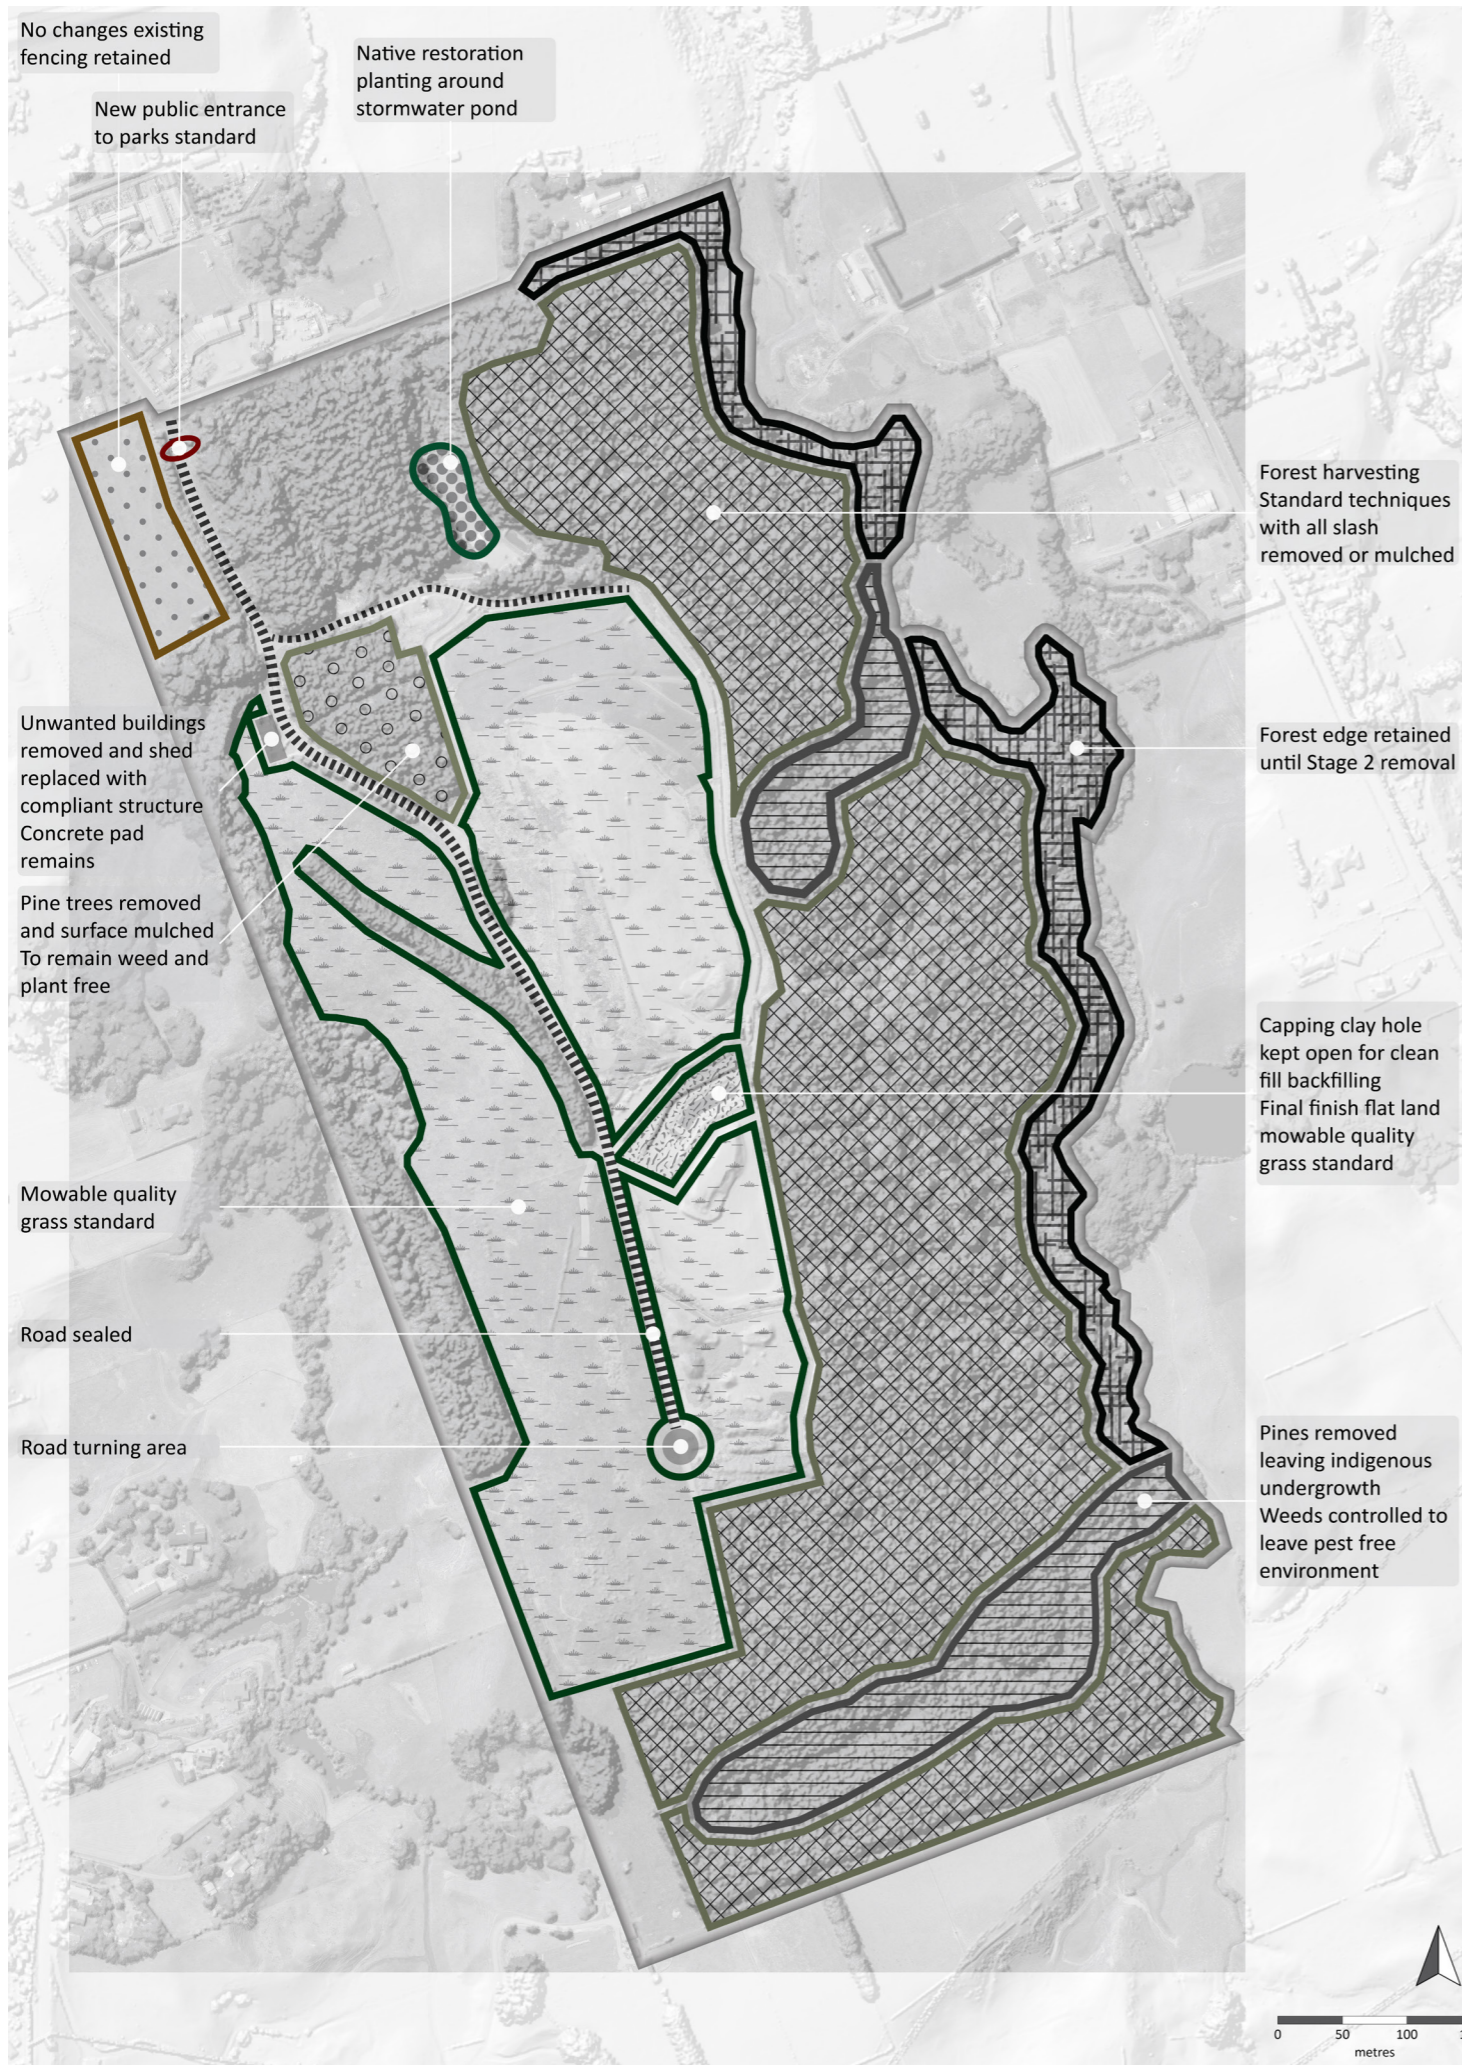 No changes existing
fencing retained
New public entrance
to parks standard
Native restoration
planting around
stormwater pond
Forest harvesting
Standard techniques
with all slash
removed or mulched
Unwanted buildings
removed and shed
replaced with
compliant structure
Concrete pad
remains
Forest edge retained
until Stage 2 removal
Pine trees removed
and surface mulched
To remain weed and
plant free
Capping clay hole
kept open for clean
fill backfilling
Final finish flat land
mowable quality
grass standard
Mowable quality
grass standard
Road sealed
Road turning area
Pines removed
leaving indigenous
undergrowth
Weeds controlled to
leave pest free
environment
0 50 100
metres